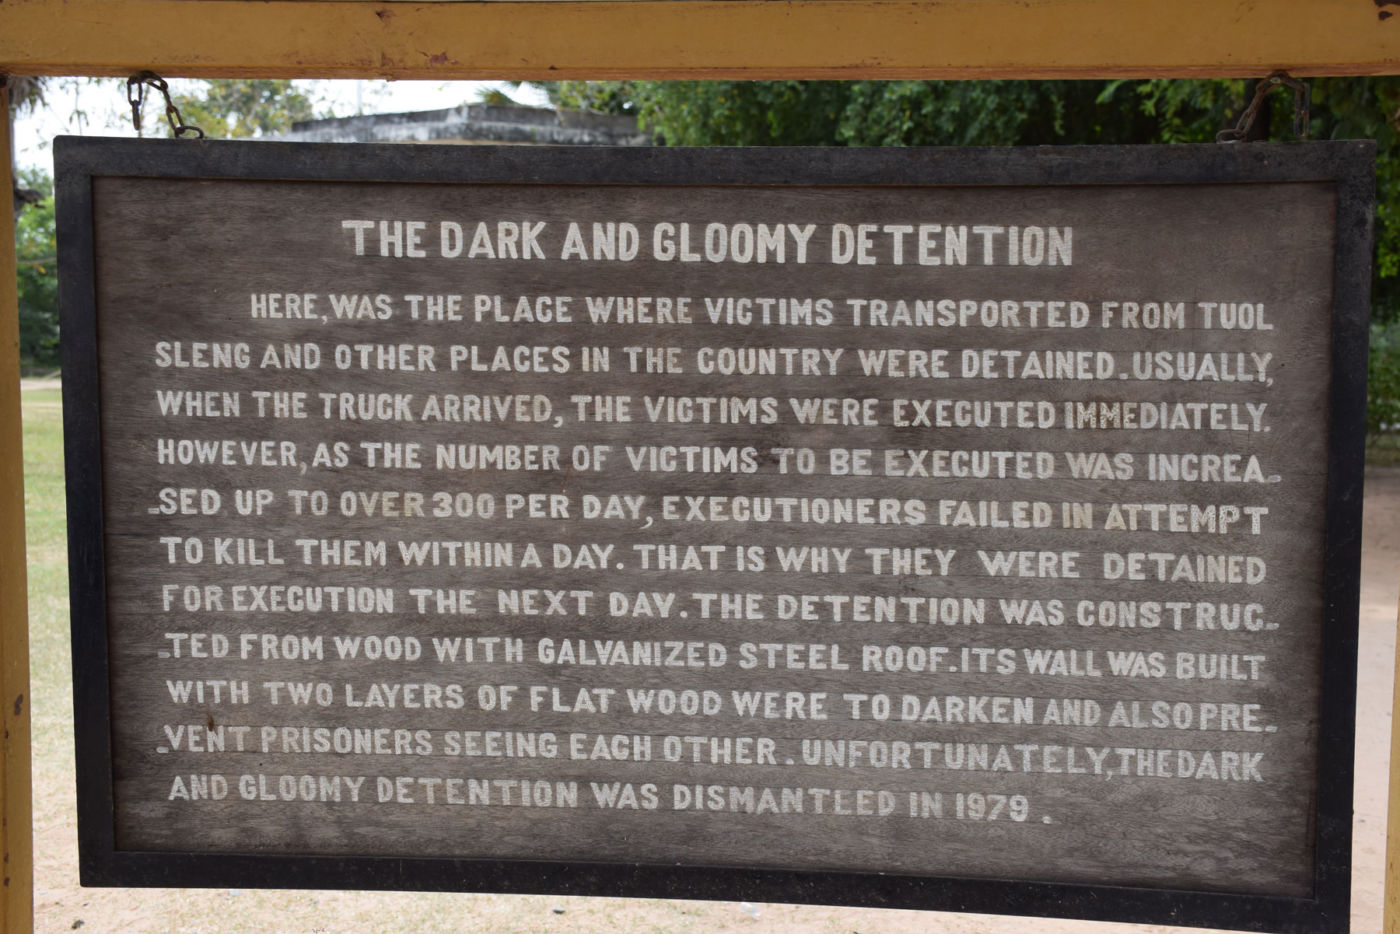 THE DARK AND GLOOMY DETENTION
HERE, WAS THE PLACE WHERE VICTIMS TRANSPORTED FROM TUOL
SLENG AND OTHER PLACES IN THE COUNTRY WERE DETAINED. USUALLY,
WHEN THE TRUCK ARRIVED, THE VICTIMS WERE EXECUTED IMMEDIATELY.
HOWEVER, AS THE NUMBER OF VICTIMS TO BE EXECUTED WAS INCREA-
-SED UP TO OVER 300 PER DAY, EXECUTIONERS FAILED IN ATTEMPT
TO KILL THEM WITHIN A DAY. THAT IS WHY THEY WERE DETAINED
FOR EXECUTION THE NEXT DAY. THE DETENTION WAS CONSTRUC-
-TED FROM WOOD WITH GALVANIZED STEEL ROOF. ITS WALL WAS BUILT
WITH TWO LAYERS OF FLAT WOOD WERE TO DARKEN AND ALSO PRE-
-VENT PRISONERS SEEING EACH OTHER. UNFORTUNATELY, THE DARK
AND GLOOMY DETENTION WAS DISMANTLED IN 1979.